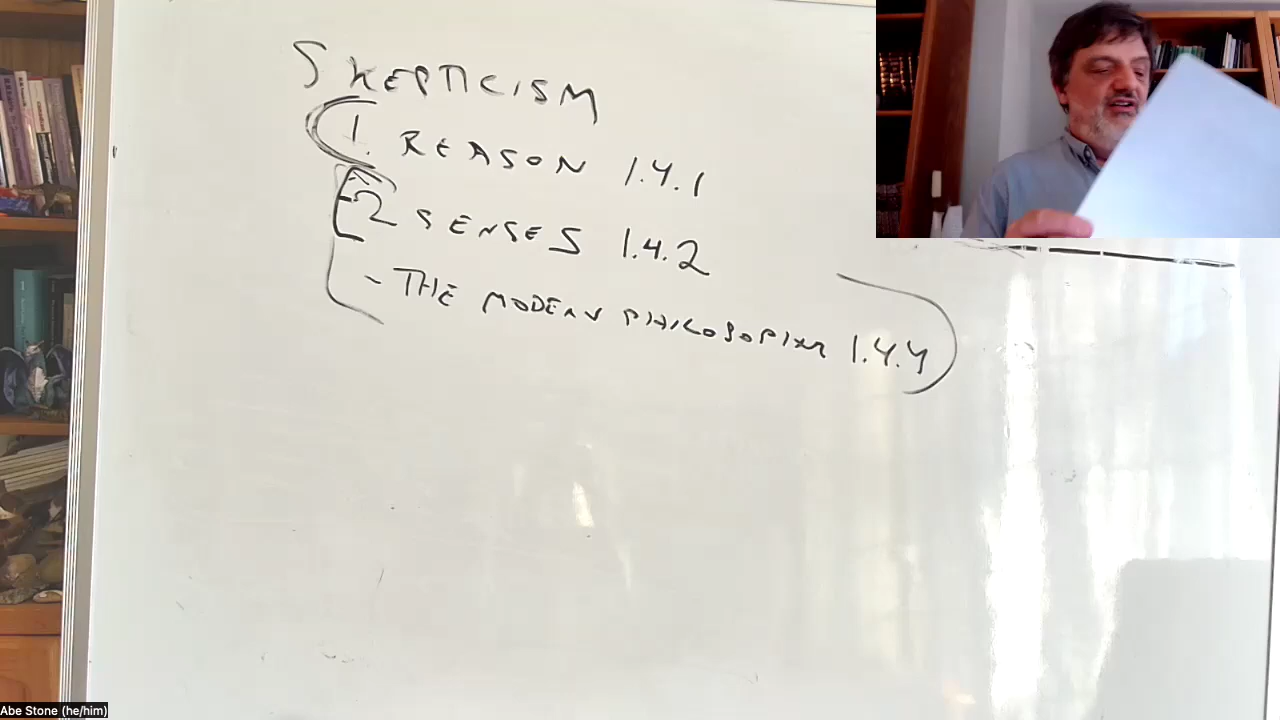 SKEPTICISM
1. REASON 1.4.1
2 SENSES 1.4.2
- THE MODERN PHILOSOPHY 1.4.4
Abe Stone (he/him)